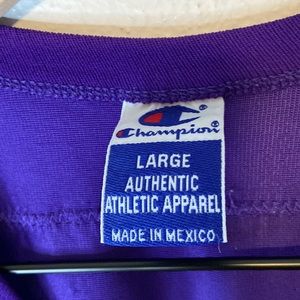 Champion
LARGE
AUTHENTIC
ATHLETIC APPAREL
MADE IN MEXICO